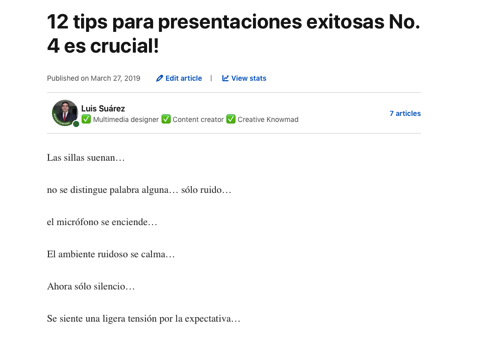 12 tips para presentaciones exitosas No.
4 es crucial!
Published on March 27, 2019 Edit article | View stats
Luis Suárez
✅ Multimedia designer ✅ Content creator ✅ Creative Knowmad
7 articles
Las sillas suenan…
no se distingue palabra alguna… sólo ruido…
el micrófono se enciende…
El ambiente ruidoso se calma…
Ahora sólo silencio…
Se siente una ligera tensión por la expectativa…